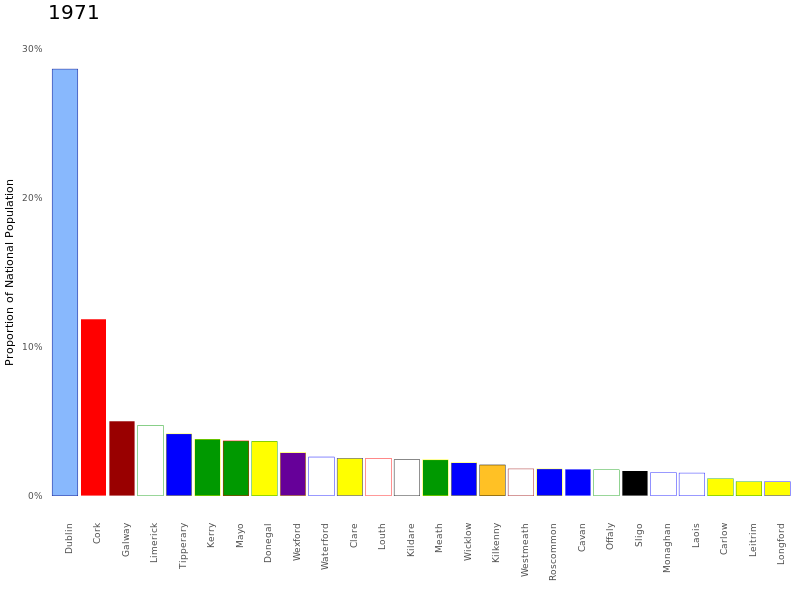 1971
Proportion of National Population
30%
20%
10%
0%
Dublin
Cork
Galway
Limerick
Tipperary
Kerry
Mayo
Donegal
Wexford
Waterford
Clare
Louth
Kildare
Meath
Wicklow
Kilkenny
Westmeath
Roscommon
Cavan
Offaly
Sligo
Monaghan
Laois
Carlow
Leitrim
Longford